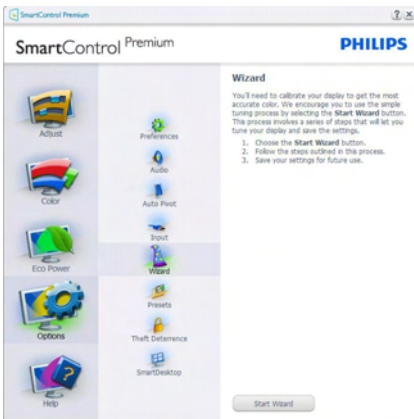 SmartControl Premium
SmartControl Premium
PHILIPS
Adjust
Color
Eco Power
Options
Help
Preferences
Audio
Auto Pivot
Input
Wizard
Presets
Theft Deterrence
SmartDesktop
Wizard
You'll need to calibrate your display to get the most
accurate color. We encourage you to use the simple
tuning process by selecting the Start Wizard button.
This process involves a series of steps that will let you
tune your display and save the settings.
1. Choose the Start Wizard button.
2. Follow the steps outlined in this process.
3. Save your settings for future use.
Start Wizard